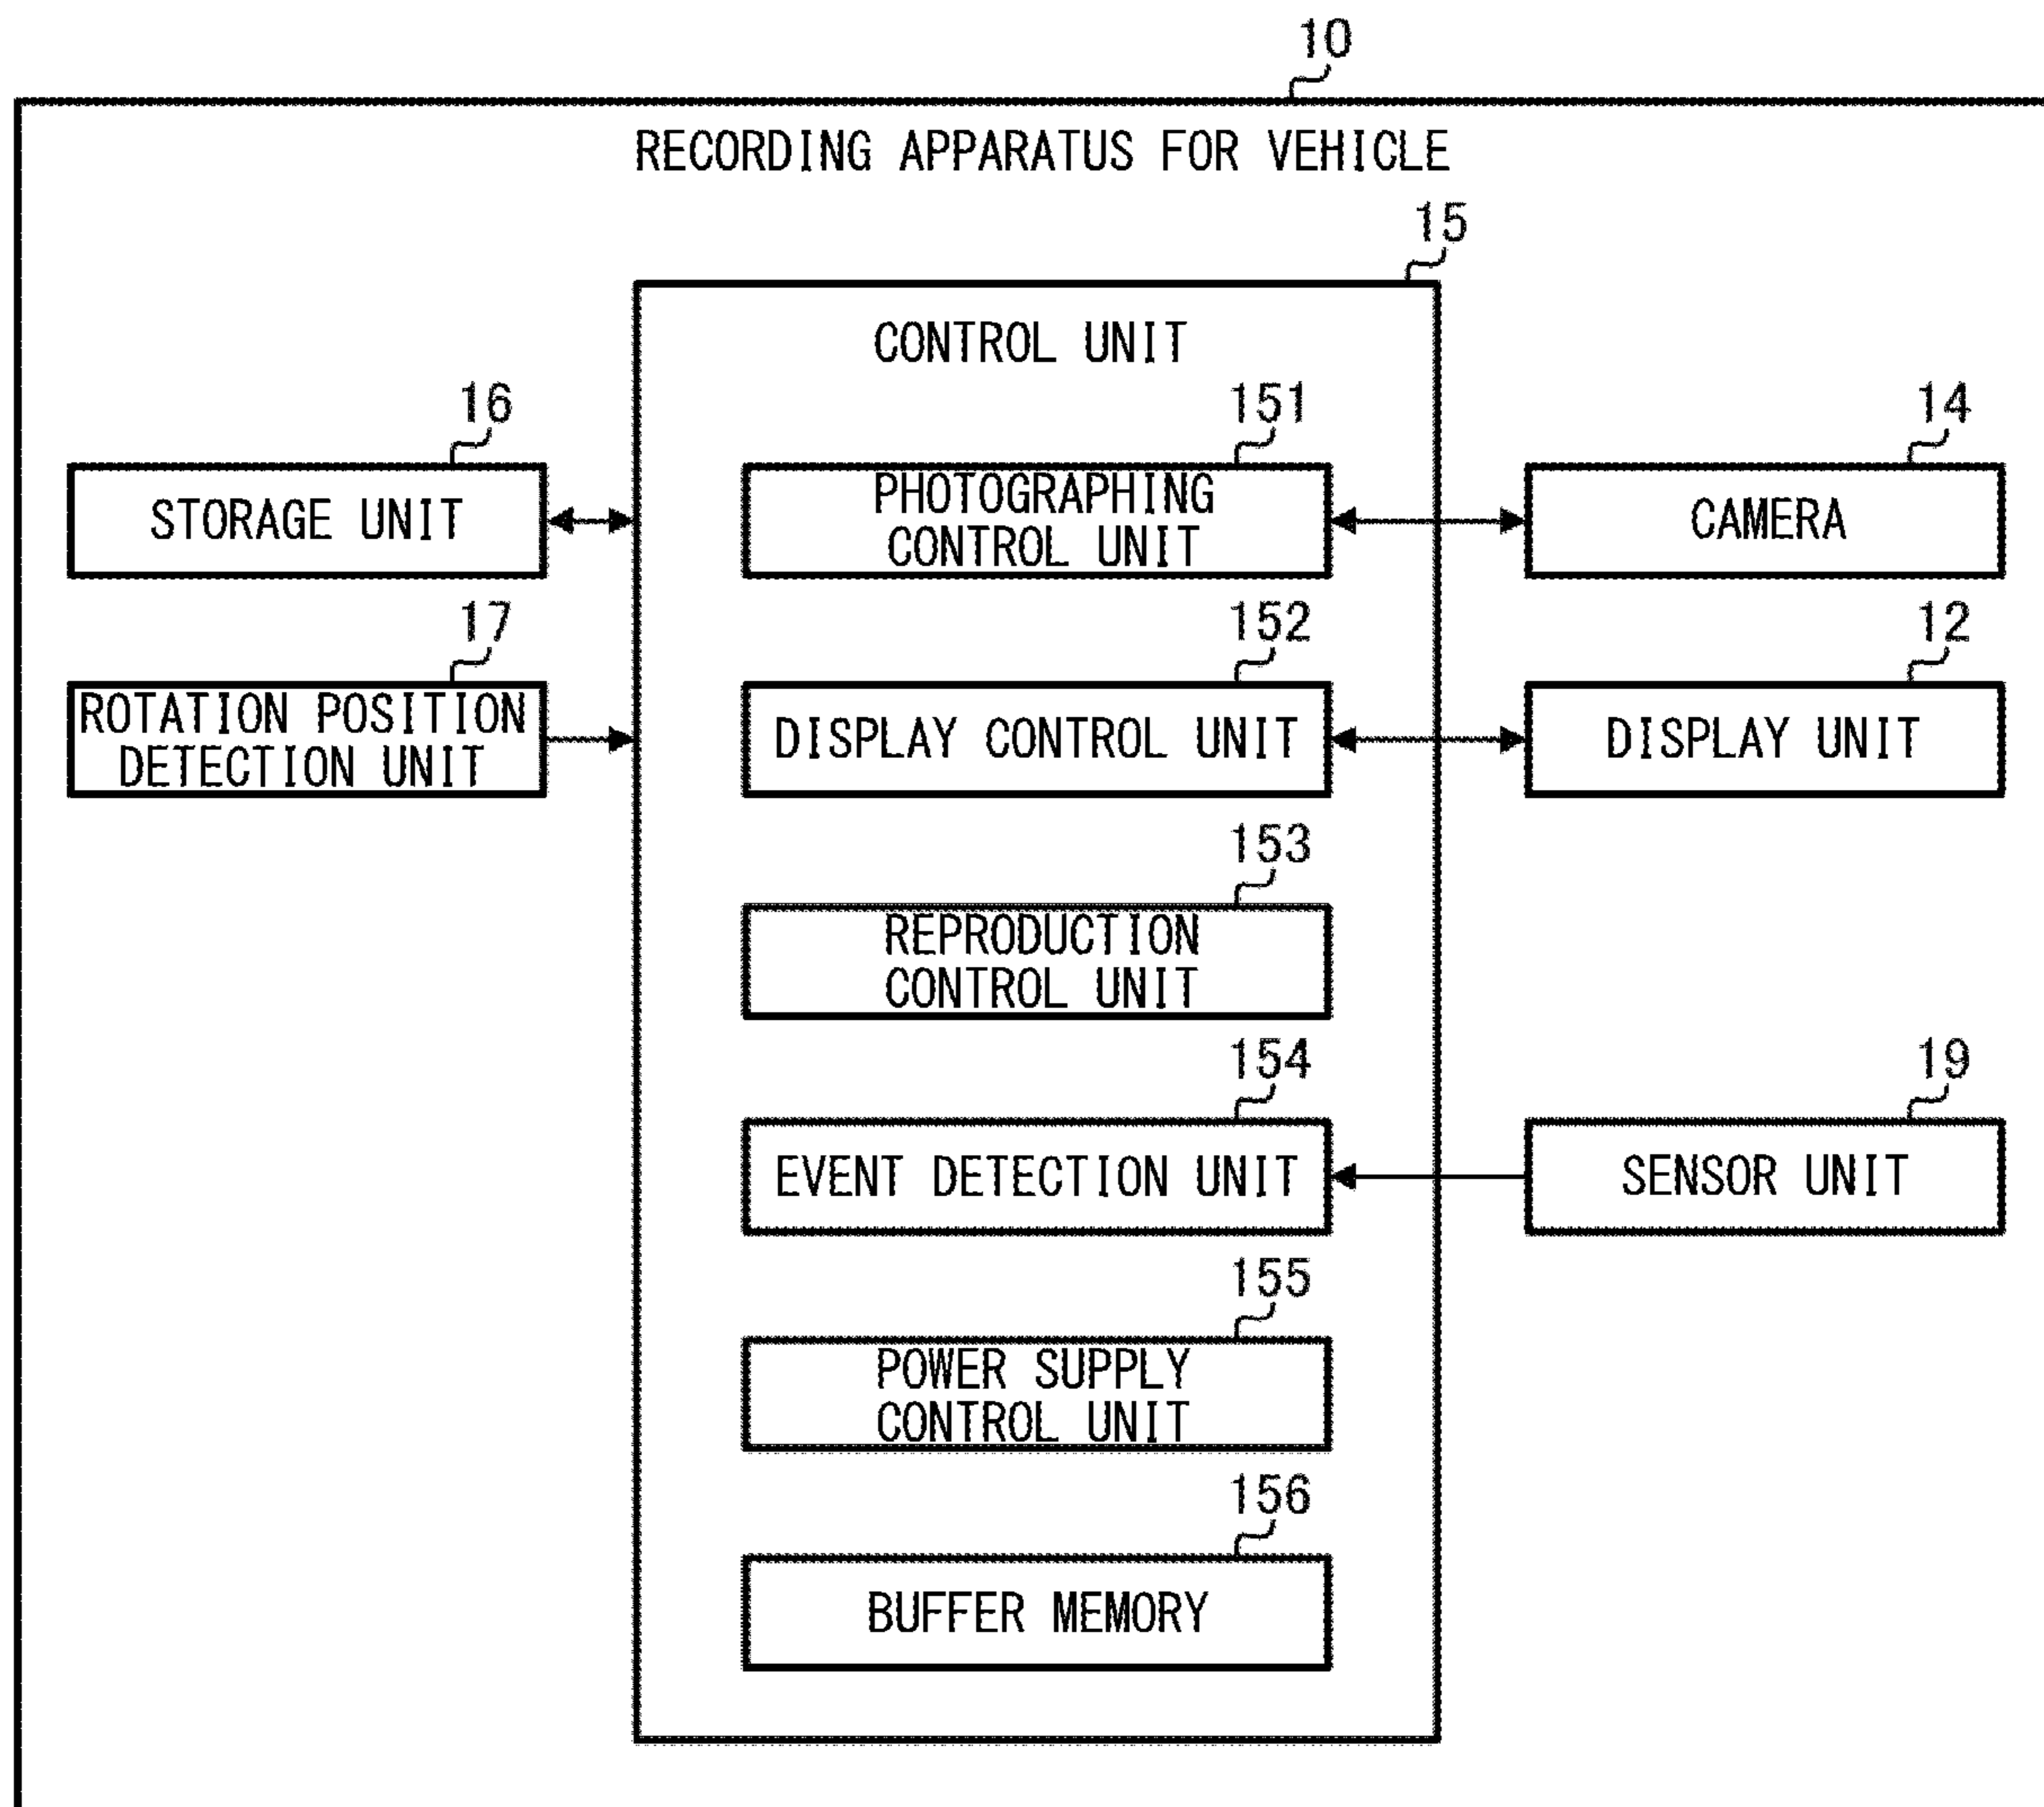 10
RECORDING APPARATUS FOR VEHICLE
15
CONTROL UNIT
16
STORAGE UNIT
151
PHOTOGRAPHING
CONTROL UNIT
14
CAMERA
17
ROTATION POSITION
DETECTION UNIT
152
DISPLAY CONTROL UNIT
12
DISPLAY UNIT
153
REPRODUCTION
CONTROL UNIT
154
EVENT DETECTION UNIT
19
SENSOR UNIT
155
POWER SUPPLY
CONTROL UNIT
156
BUFFER MEMORY